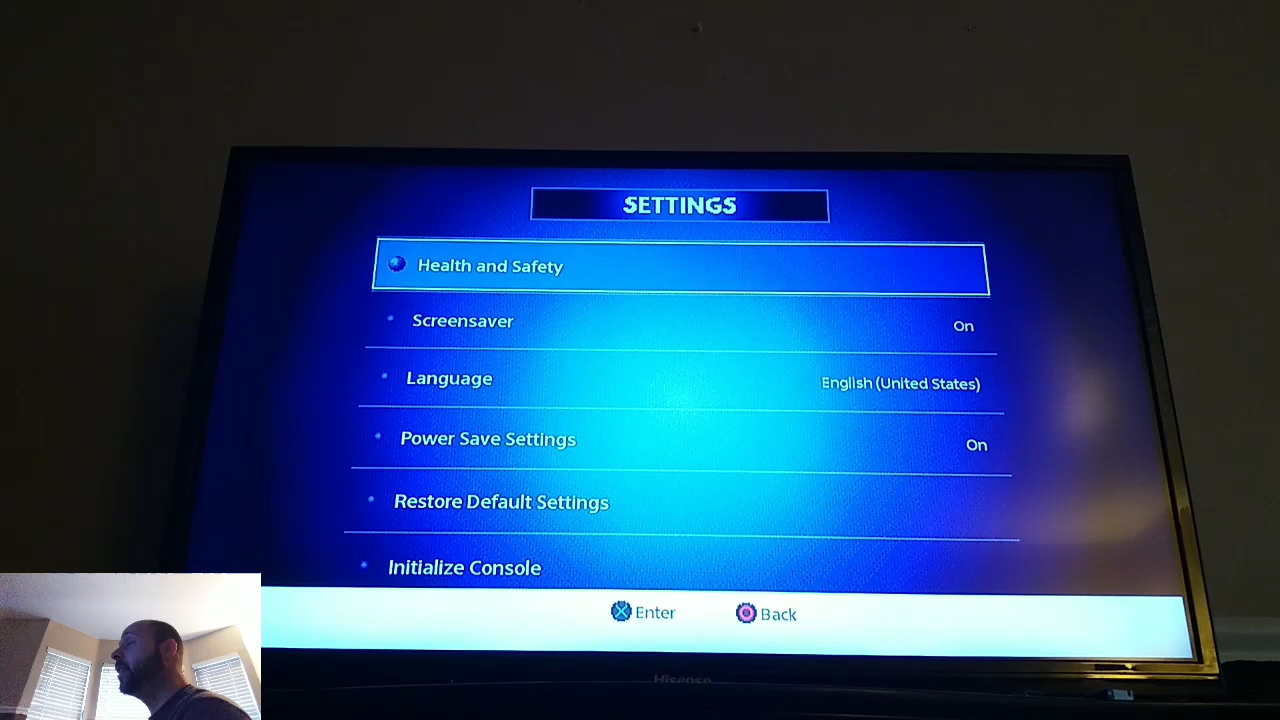 SETTINGS
Health and Safety
Screensaver On
Language English (United States)
Power Save Settings On
Restore Default Settings
Initialize Console
Enter Back
Hisense